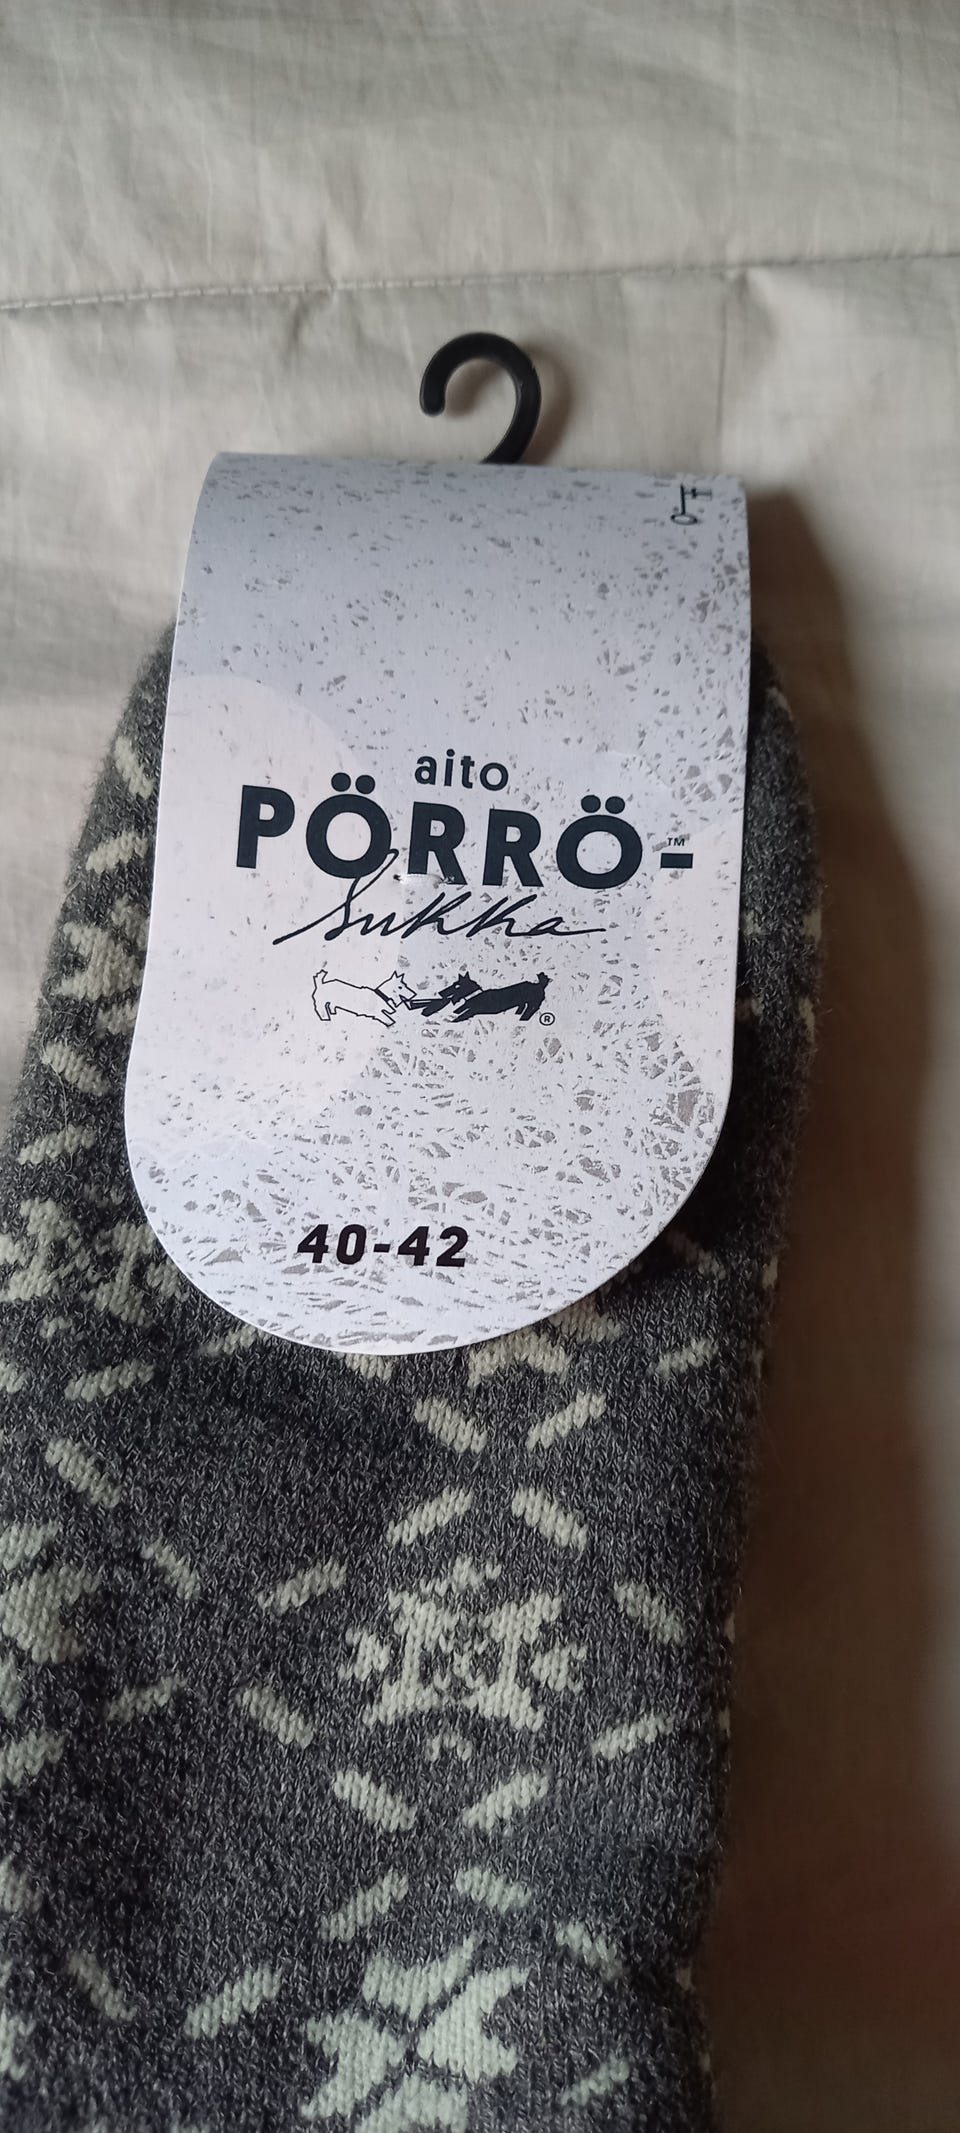 aito
PÖRRÖ-™
sukka
®
40-42